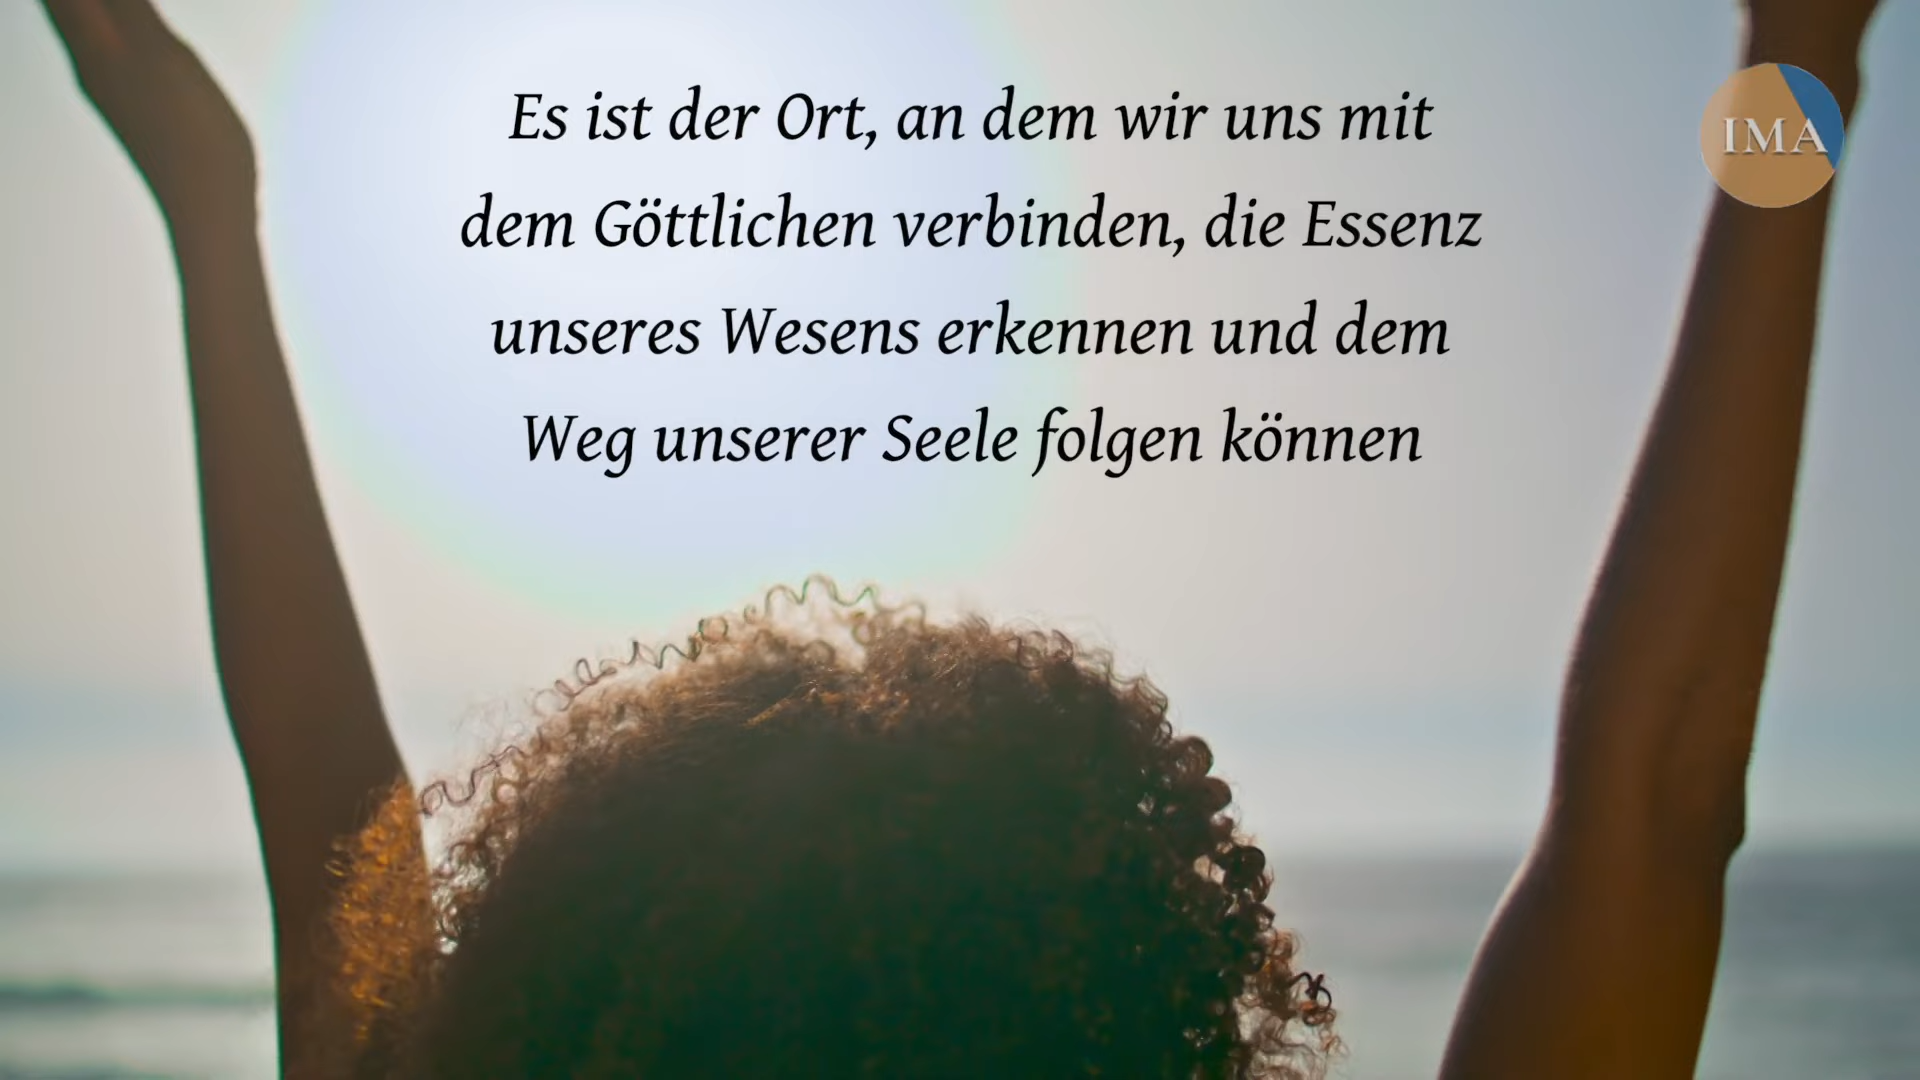 Es ist der Ort, an dem wir uns mit
dem Göttlichen verbinden, die Essenz
unseres Wesens erkennen und dem
Weg unserer Seele folgen können
IMA